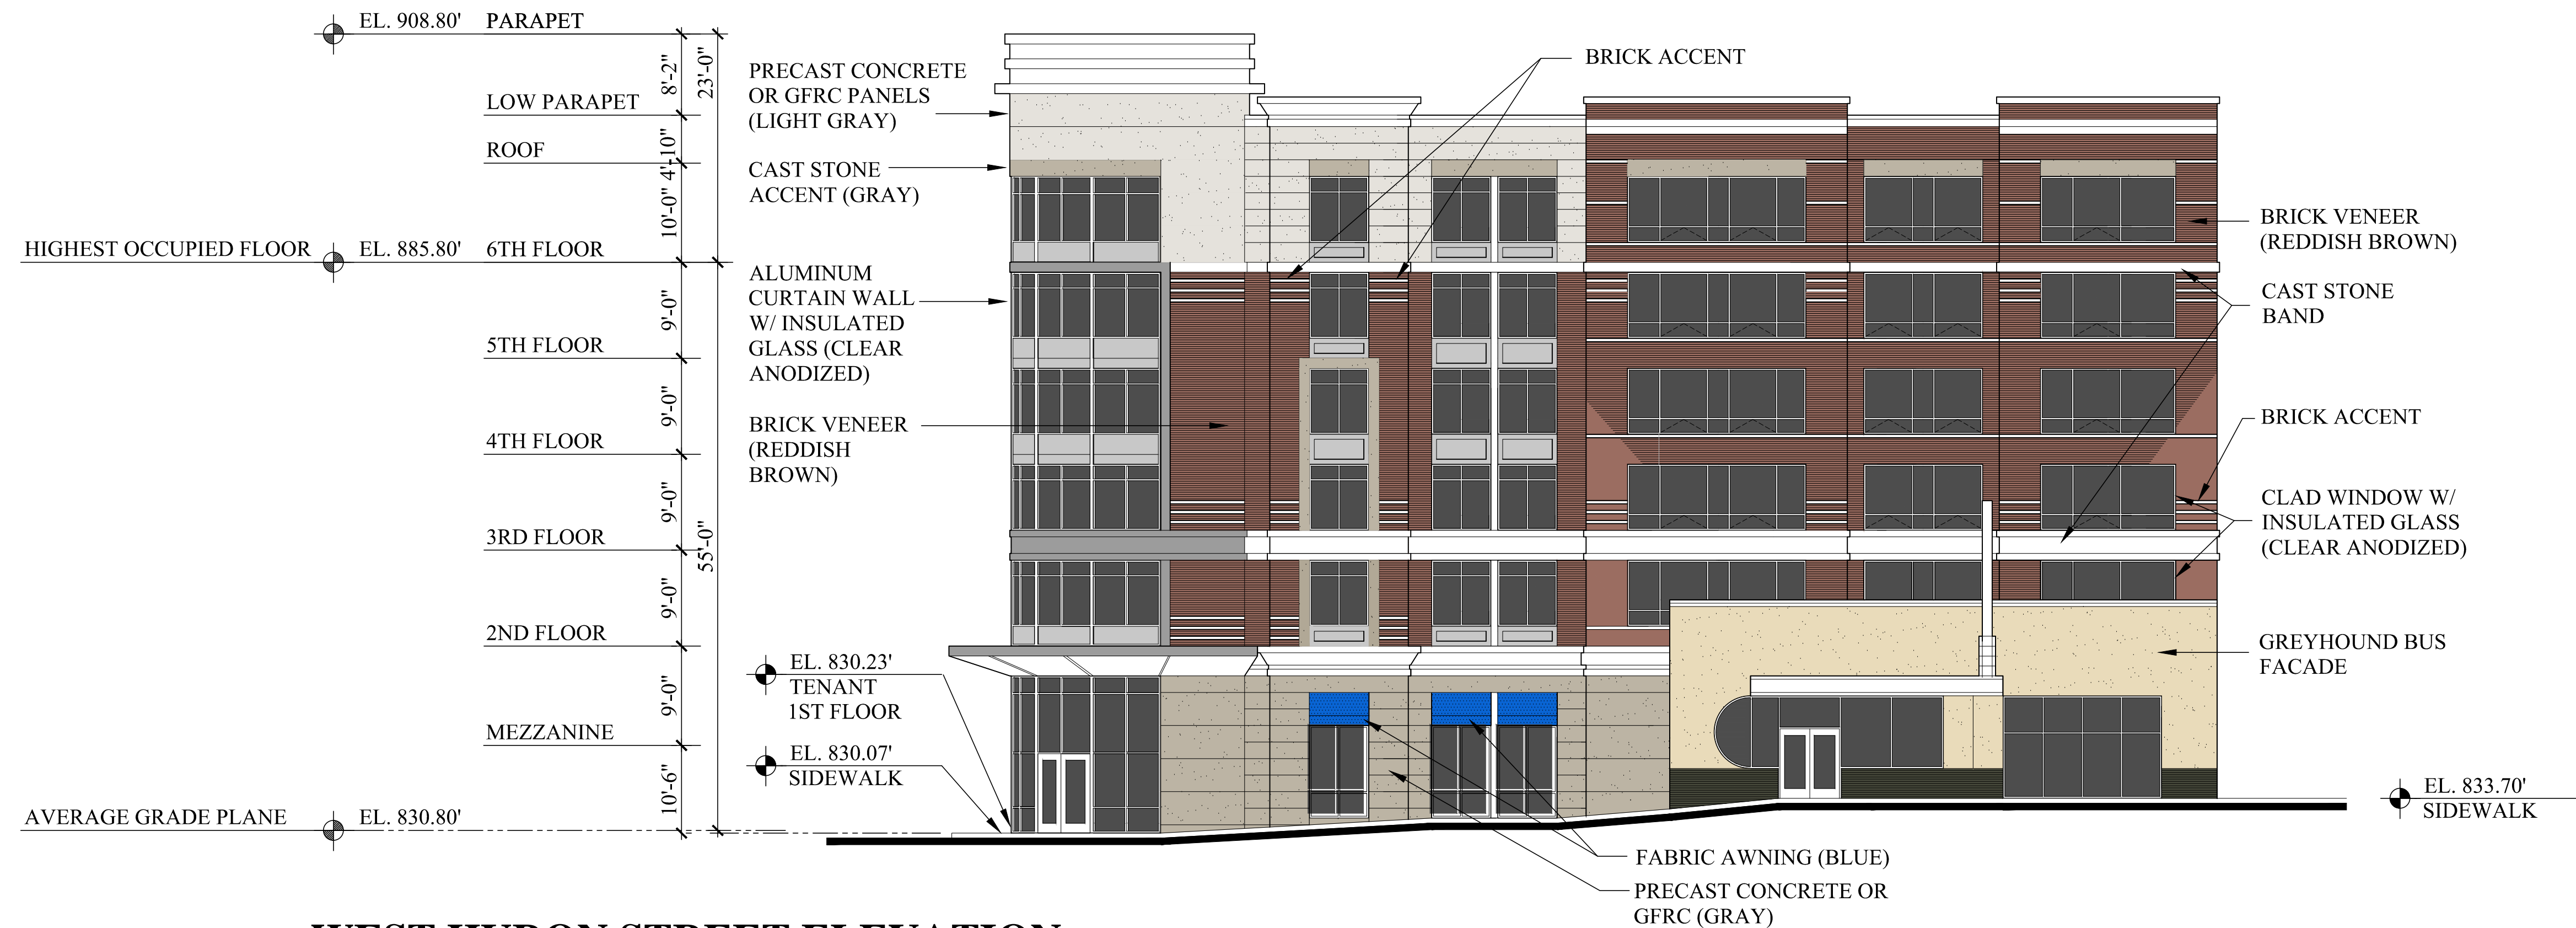 EL. 908.80' PARAPET
8'-2"
23'-0"
LOW PARAPET
4'-10"
ROOF
10'-0"
HIGHEST OCCUPIED FLOOR EL. 885.80' 6TH FLOOR
9'-0"
5TH FLOOR
9'-0"
4TH FLOOR
9'-0"
3RD FLOOR
55'-0"
9'-0"
2ND FLOOR
9'-0"
MEZZANINE
10'-6"
AVERAGE GRADE PLANE EL. 830.80'
PRECAST CONCRETE
OR GFRC PANELS
(LIGHT GRAY)
CAST STONE
ACCENT (GRAY)
ALUMINUM
CURTAIN WALL
W/ INSULATED
GLASS (CLEAR
ANODIZED)
BRICK VENEER
(REDDISH
BROWN)
EL. 830.23'
TENANT
1ST FLOOR
EL. 830.07'
SIDEWALK
BRICK ACCENT
BRICK VENEER
(REDDISH BROWN)
CAST STONE
BAND
BRICK ACCENT
CLAD WINDOW W/
INSULATED GLASS
(CLEAR ANODIZED)
GREYHOUND BUS
FACADE
EL. 833.70'
SIDEWALK
FABRIC AWNING (BLUE)
PRECAST CONCRETE OR
GFRC (GRAY)
WEST HURON STREET ELEVATION